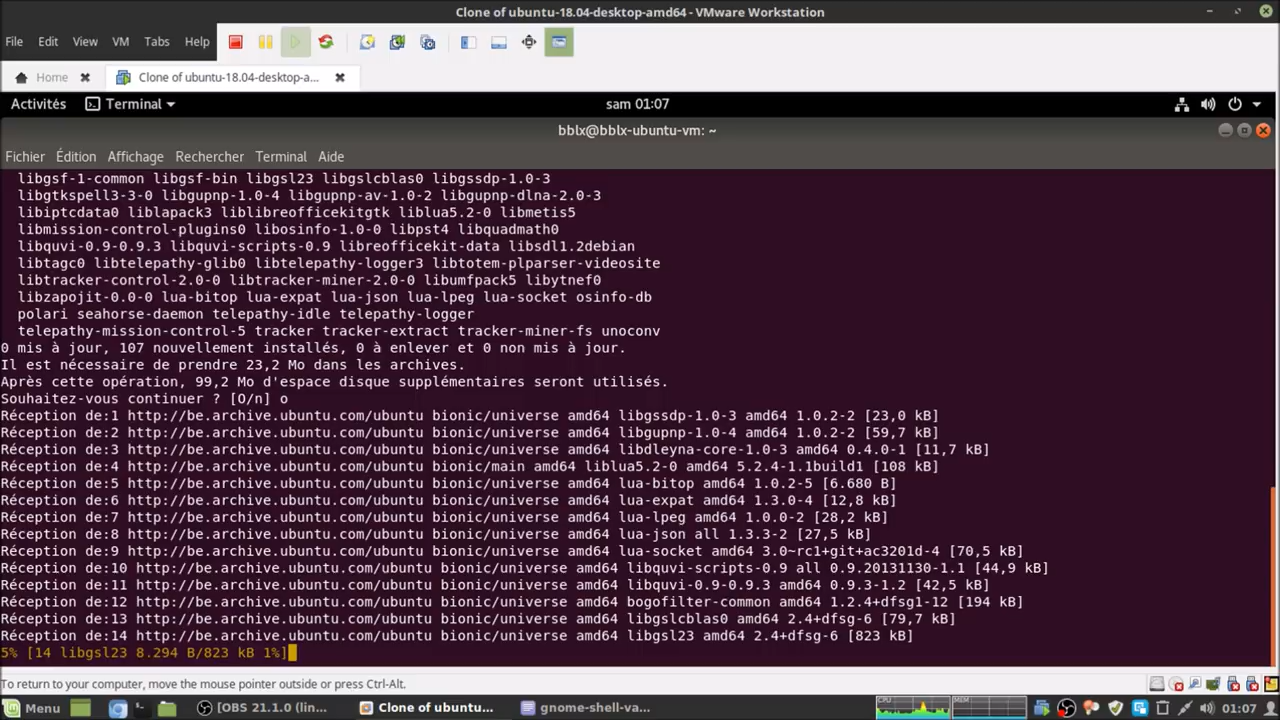 Clone of ubuntu-18.04-desktop-amd64 - VMware Workstation
File Edit View VM Tabs Help
Home Clone of ubuntu-18.04-desktop-a...
Activités Terminal sam 01:07
bblx@bblx-ubuntu-vm: ~
Fichier Édition Affichage Rechercher Terminal Aide
libgsf-1-common libgsf-bin libgsl23 libgslcblas0 libgssdp-1.0-3
libgtkspell3-3-0 libgupnp-1.0-4 libgupnp-av-1.0-2 libgupnp-dlna-2.0-3
libiptcdata0 liblapack3 liblibreofficekitgtk liblua5.2-0 libmetis5
libmission-control-plugins0 libosinfo-1.0-0 libpst4 libquadmath0
libquvi-0.9-0.9.3 libquvi-scripts-0.9 libreofficekit-data libsdl1.2debian
libtagc0 libtelepathy-glib0 libtelepathy-logger3 libtotem-plparser-videosite
libtracker-control-2.0-0 libtracker-miner-2.0-0 libumfpack5 libytnef0
libzapojit-0.0-0 lua-bitop lua-expat lua-json lua-lpeg lua-socket osinfo-db
polari seahorse-daemon telepathy-idle telepathy-logger
telepathy-mission-control-5 tracker tracker-extract tracker-miner-fs unoconv
0 mis à jour, 107 nouvellement installés, 0 à enlever et 0 non mis à jour.
Il est nécessaire de prendre 23,2 Mo dans les archives.
Après cette opération, 99,2 Mo d'espace disque supplémentaires seront utilisés.
Souhaitez-vous continuer ? [O/n] o
Réception de:1 http://be.archive.ubuntu.com/ubuntu bionic/universe amd64 libgssdp-1.0-3 amd64 1.0.2-2 [23,0 kB]
Réception de:2 http://be.archive.ubuntu.com/ubuntu bionic/universe amd64 libgupnp-1.0-4 amd64 1.0.2-2 [59,7 kB]
Réception de:3 http://be.archive.ubuntu.com/ubuntu bionic/universe amd64 libdleyna-core-1.0-3 amd64 0.4.0-1 [11,7 kB]
Réception de:4 http://be.archive.ubuntu.com/ubuntu bionic/main amd64 liblua5.2-0 amd64 5.2.4-1.1build1 [108 kB]
Réception de:5 http://be.archive.ubuntu.com/ubuntu bionic/universe amd64 lua-bitop amd64 1.0.2-5 [6.680 B]
Réception de:6 http://be.archive.ubuntu.com/ubuntu bionic/universe amd64 lua-expat amd64 1.3.0-4 [12,8 kB]
Réception de:7 http://be.archive.ubuntu.com/ubuntu bionic/universe amd64 lua-lpeg amd64 1.0.0-2 [28,2 kB]
Réception de:8 http://be.archive.ubuntu.com/ubuntu bionic/universe amd64 lua-json all 1.3.3-2 [27,5 kB]
Réception de:9 http://be.archive.ubuntu.com/ubuntu bionic/universe amd64 lua-socket amd64 3.0~rc1+git+ac3201d-4 [70,5 kB]
Réception de:10 http://be.archive.ubuntu.com/ubuntu bionic/universe amd64 libquvi-scripts-0.9 all 0.9.20131130-1.1 [44,9 kB]
Réception de:11 http://be.archive.ubuntu.com/ubuntu bionic/universe amd64 libquvi-0.9-0.9.3 amd64 0.9.3-1.2 [42,5 kB]
Réception de:12 http://be.archive.ubuntu.com/ubuntu bionic/universe amd64 bogofilter-common amd64 1.2.4+dfsg1-12 [194 kB]
Réception de:13 http://be.archive.ubuntu.com/ubuntu bionic/universe amd64 libgslcblas0 amd64 2.4+dfsg-6 [79,7 kB]
Réception de:14 http://be.archive.ubuntu.com/ubuntu bionic/universe amd64 libgsl23 amd64 2.4+dfsg-6 [823 kB]
5% [14 libgsl23 8.294 B/823 kB 1%]
To return to your computer, move the mouse pointer outside or press Ctrl-Alt.
Menu [OBS 21.1.0 (lin... Clone of ubuntu... gnome-shell-va... CPU MEM 01:07